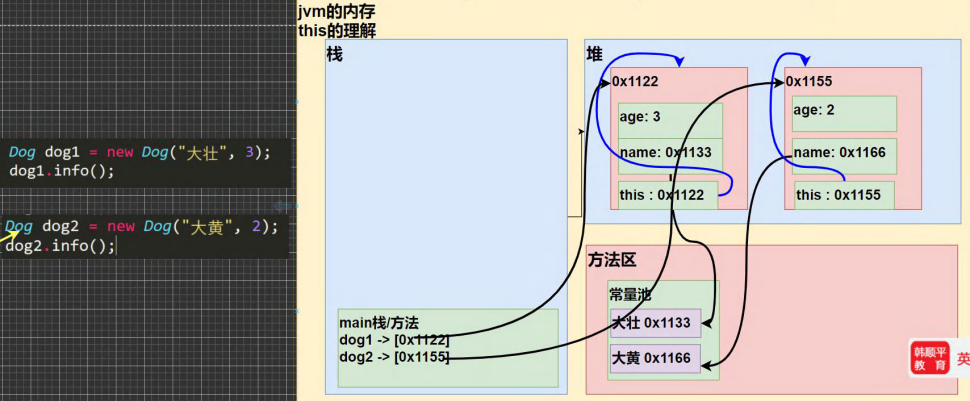 Dog dog1 = new Dog("大壮", 3);
dog1.info();
Dog dog2 = new Dog("大黄", 2);
dog2.info();
jvm的内存
this的理解
栈
main栈/方法
dog1 -> [0x1122]
dog2 -> [0x1155]
堆
0x1122
age: 3
name: 0x1133
this : 0x1122
0x1155
age: 2
name: 0x1166
this : 0x1155
方法区
常量池
大壮 0x1133
大黄 0x1166
韩顺平
教育
英